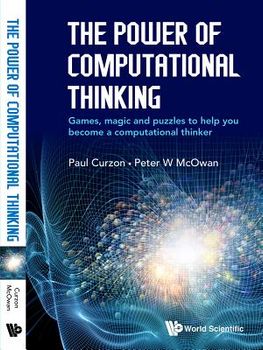 THE POWER OF COMPUTATIONAL THINKING
Curzon
McOwan
THE POWER OF
COMPUTATIONAL
THINKING
Games, magic and puzzles to help you
become a computational thinker
Paul Curzon • Peter W McOwan
World Scientific